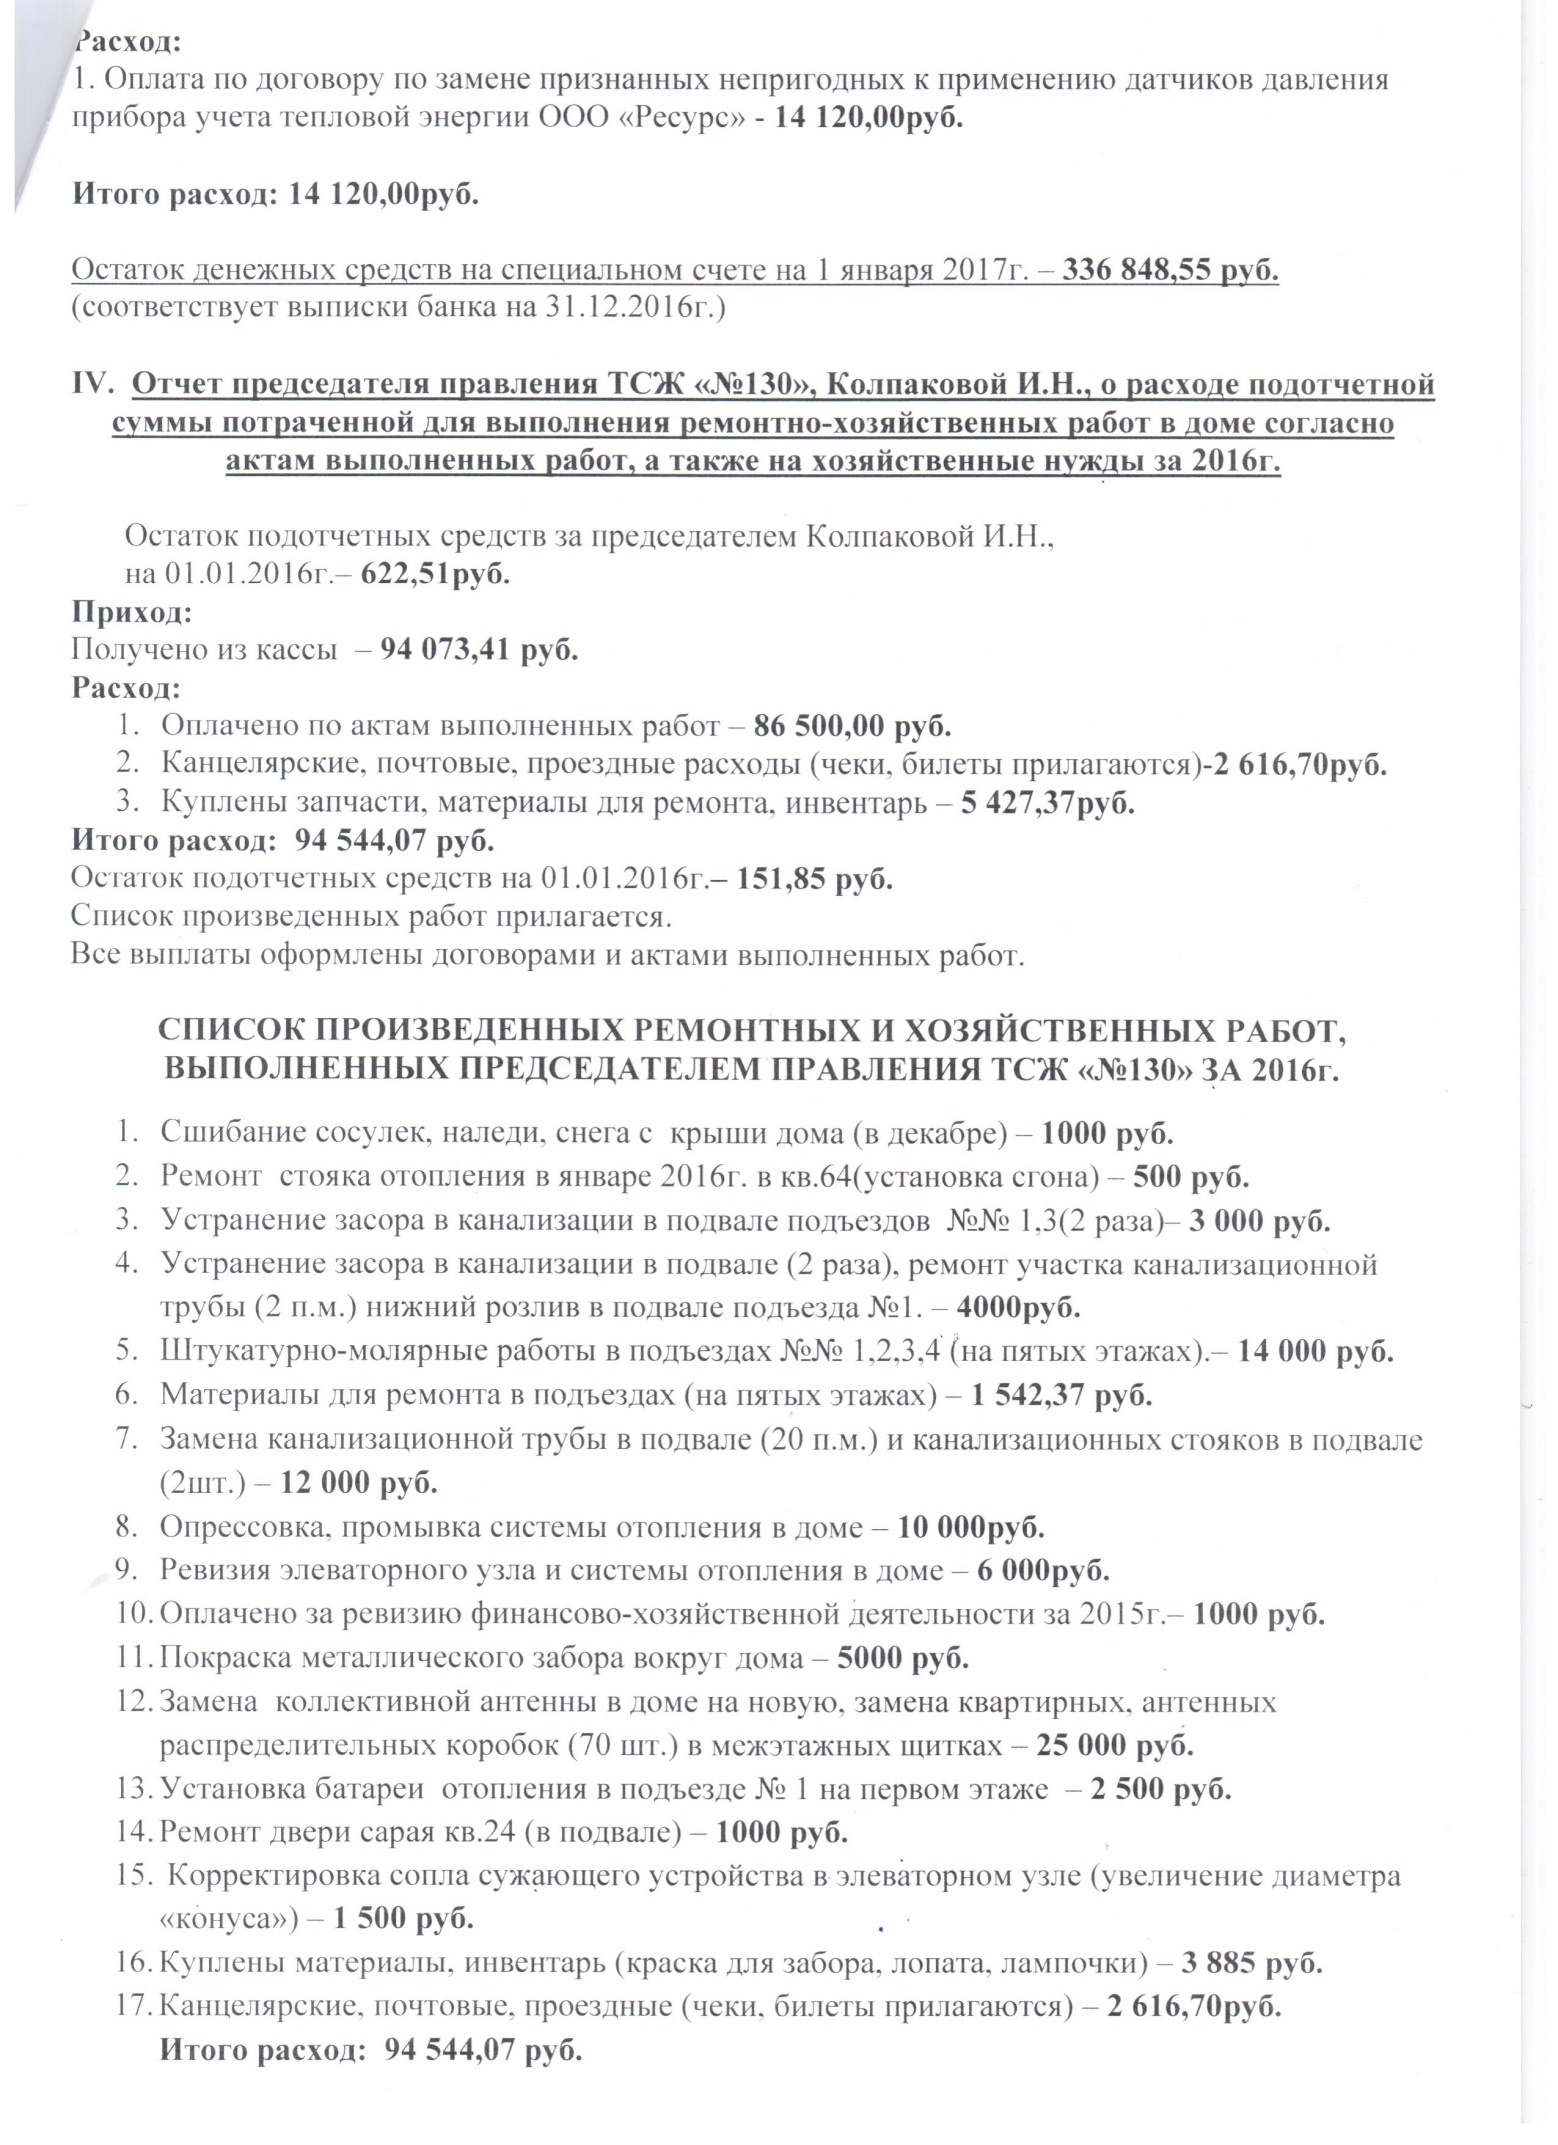 Расход:
1. Оплата по договору по замене признанных непригодных к применению датчиков давления
прибора учета тепловой энергии ООО «Ресурс» - 14 120,00руб.
Итого расход: 14 120,00руб.
Остаток денежных средств на специальном счете на 1 января 2017г. – 336 848,55 руб.
(соответствует выписки банка на 31.12.2016г.)
IV. Отчет председателя правления ТСЖ «№130», Колпаковой И.Н., о расходе подотчетной
суммы потраченной для выполнения ремонтно-хозяйственных работ в доме согласно
актам выполненных работ, а также на хозяйственные нужды за 2016г.
Остаток подотчетных средств за председателем Колпаковой И.Н.,
на 01.01.2016г.– 622,51руб.
Приход:
Получено из кассы – 94 073,41 руб.
Расход:
1. Оплачено по актам выполненных работ – 86 500,00 руб.
2. Канцелярские, почтовые, проездные расходы (чеки, билеты прилагаются)-2 616,70руб.
3. Куплены запчасти, материалы для ремонта, инвентарь – 5 427,37руб.
Итого расход: 94 544,07 руб.
Остаток подотчетных средств на 01.01.2016г.– 151,85 руб.
Список произведенных работ прилагается.
Все выплаты оформлены договорами и актами выполненных работ.
СПИСОК ПРОИЗВЕДЕННЫХ РЕМОНТНЫХ И ХОЗЯЙСТВЕННЫХ РАБОТ,
ВЫПОЛНЕННЫХ ПРЕДСЕДАТЕЛЕМ ПРАВЛЕНИЯ ТСЖ «№130» ЗА 2016г.
1. Сшибание сосулек, наледи, снега с крыши дома (в декабре) – 1000 руб.
2. Ремонт стояка отопления в январе 2016г. в кв.64(установка сгона) – 500 руб.
3. Устранение засора в канализации в подвале подъездов №№ 1,3(2 раза)– 3 000 руб.
4. Устранение засора в канализации в подвале (2 раза), ремонт участка канализационной
трубы (2 п.м.) нижний розлив в подвале подъезда №1. – 4000руб.
5. Штукатурно-молярные работы в подъездах №№ 1,2,3,4 (на пятых этажах).– 14 000 руб.
6. Материалы для ремонта в подъездах (на пятых этажах) – 1 542,37 руб.
7. Замена канализационной трубы в подвале (20 п.м.) и канализационных стояков в подвале
(2шт.) – 12 000 руб.
8. Опрессовка, промывка системы отопления в доме – 10 000руб.
9. Ревизия элеваторного узла и системы отопления в доме – 6 000руб.
10. Оплачено за ревизию финансово-хозяйственной деятельности за 2015г.– 1000 руб.
11. Покраска металлического забора вокруг дома – 5000 руб.
12. Замена коллективной антенны в доме на новую, замена квартирных, антенных
распределительных коробок (70 шт.) в межэтажных щитках – 25 000 руб.
13. Установка батареи отопления в подъезде № 1 на первом этаже – 2 500 руб.
14. Ремонт двери сарая кв.24 (в подвале) – 1000 руб.
15. Корректировка сопла сужающего устройства в элеваторном узле (увеличение диаметра
«конуса») – 1 500 руб.
16. Куплены материалы, инвентарь (краска для забора, лопата, лампочки) – 3 885 руб.
17. Канцелярские, почтовые, проездные (чеки, билеты прилагаются) – 2 616,70руб.
Итого расход: 94 544,07 руб.